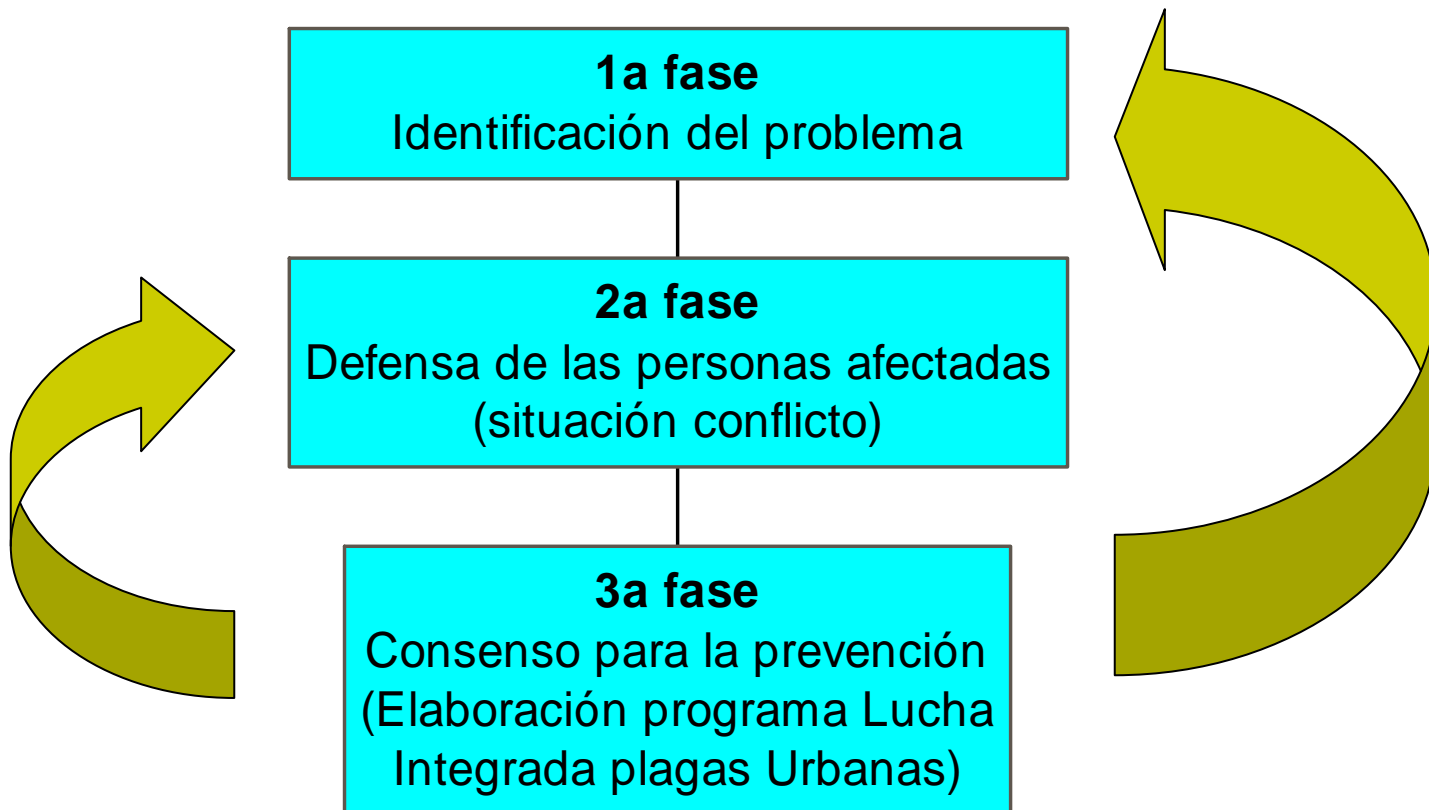 1a fase
Identificación del problema
2a fase
Defensa de las personas afectadas
(situación conflicto)
3a fase
Consenso para la prevención
(Elaboración programa Lucha
Integrada plagas Urbanas)